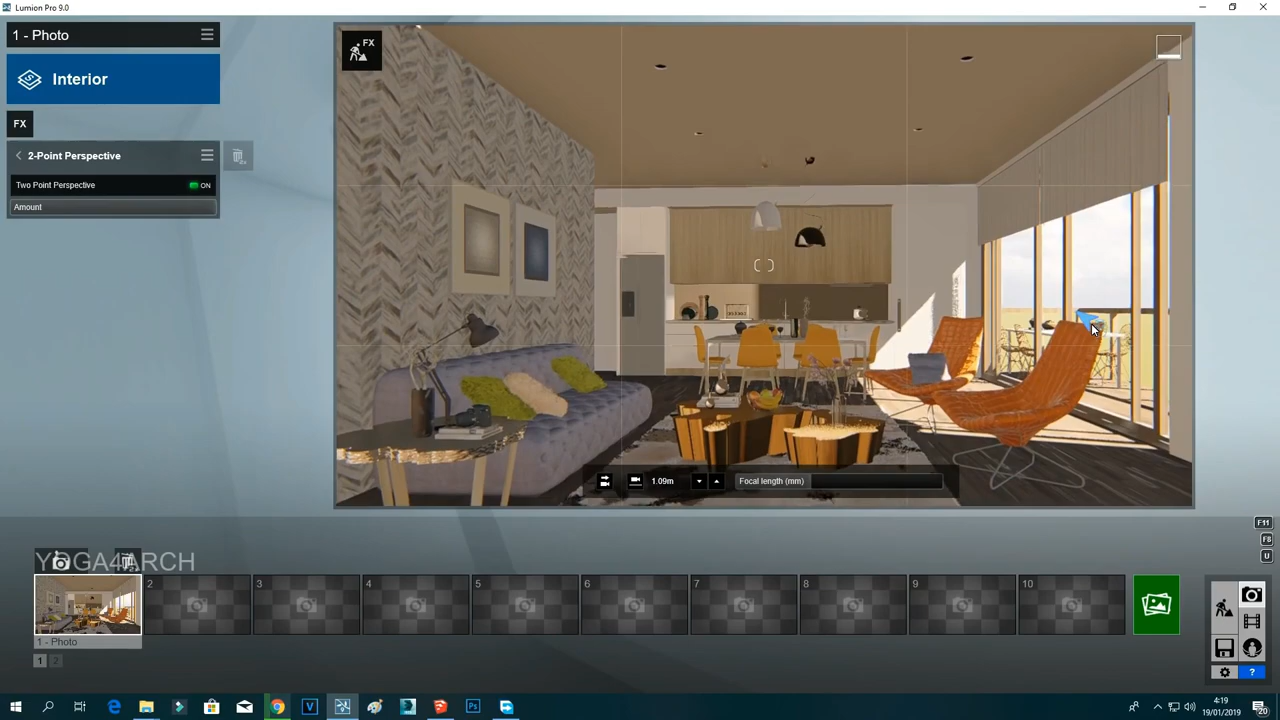 Lumion Pro 9.0
1 - Photo
Interior
FX
2-Point Perspective
Two Point Perspective ON
Amount
FX
1.09m
Focal length (mm)
F11
F8
U
YOGA4ARCH
2 3 4 5 6 7 8 9 10
1 - Photo
1 2
?
4:19
19/01/2019
20